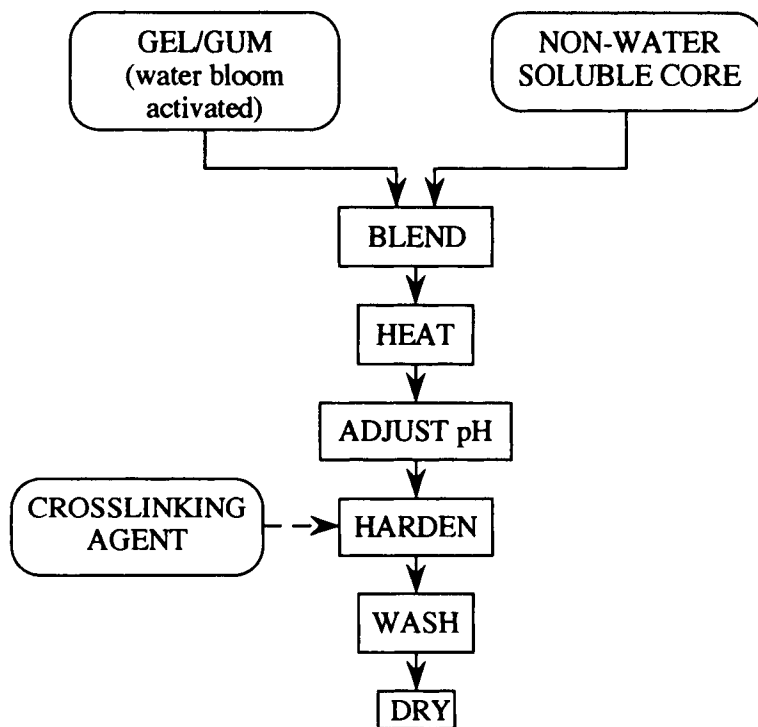 GEL/GUM
(water bloom
activated)
NON-WATER
SOLUBLE CORE
BLEND
HEAT
ADJUST pH
CROSSLINKING
AGENT
HARDEN
WASH
DRY